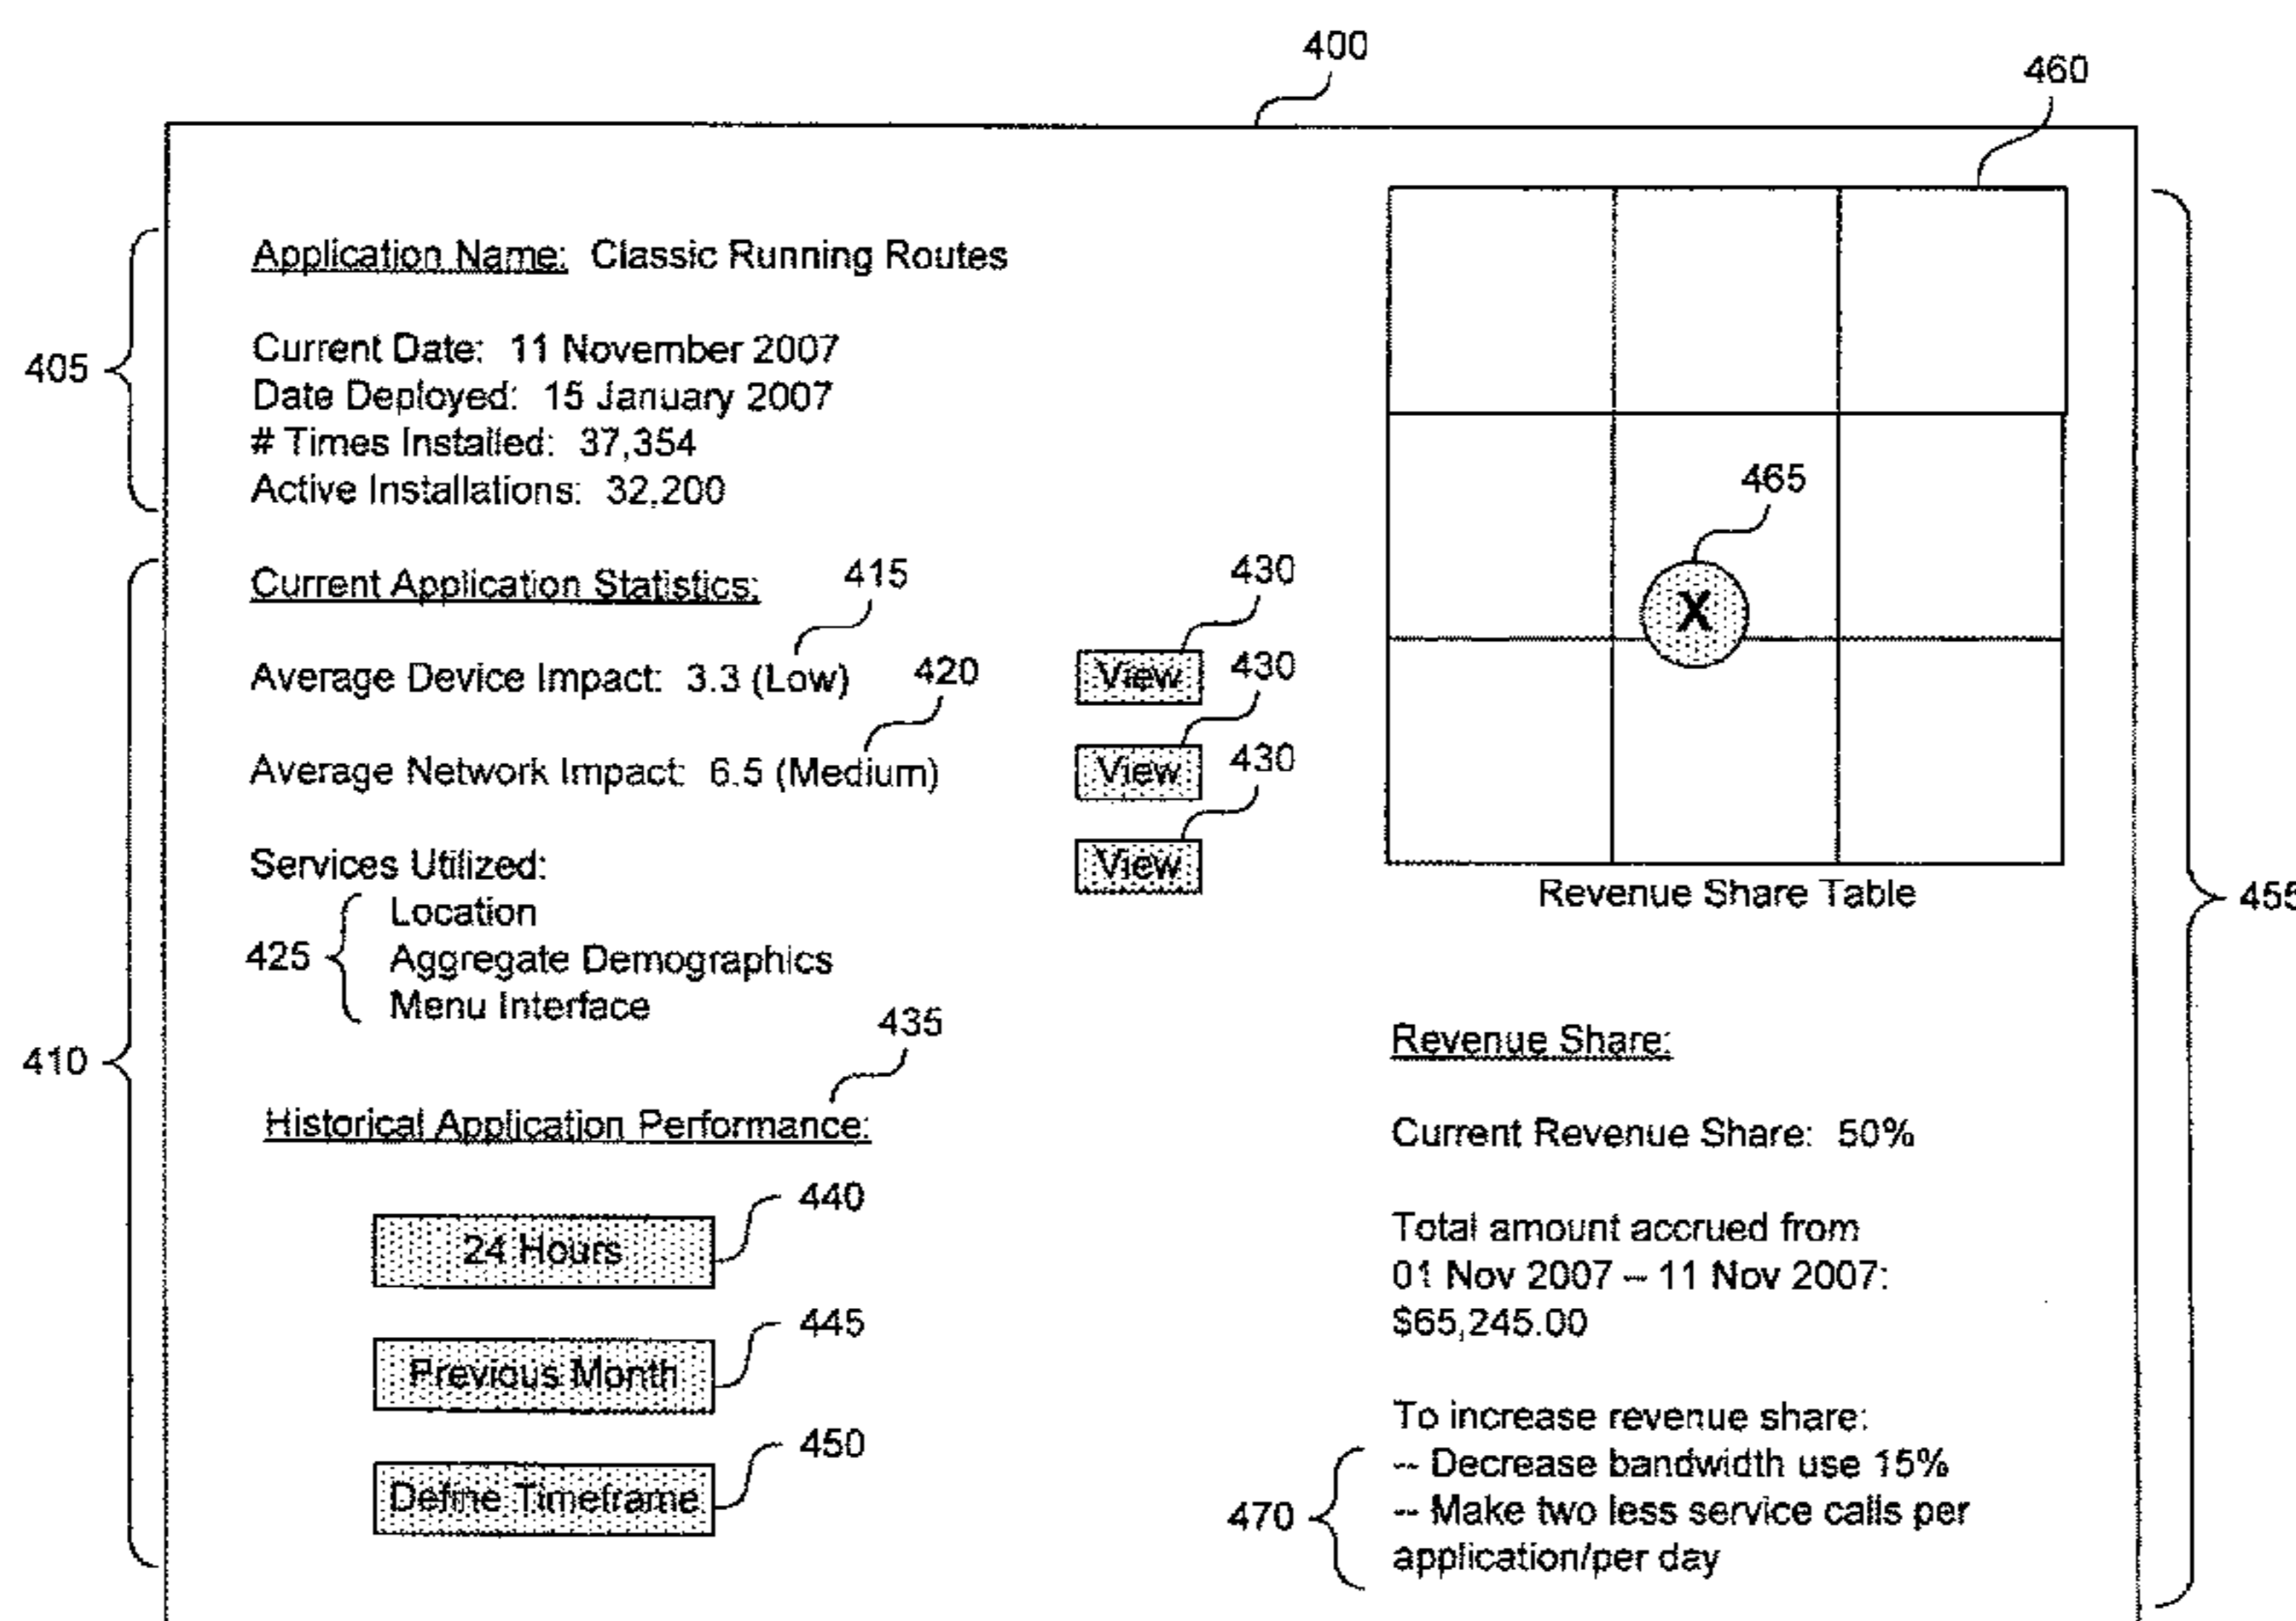 400
460
405
Application Name: Classic Running Routes
Current Date: 11 November 2007
Date Deployed: 15 January 2007
# Times Installed: 37,354
Active Installations: 32,200
410
Current Application Statistics:
415
430
Average Device Impact: 3.3 (Low)
View
420
430
Average Network Impact: 6.5 (Medium)
View
430
Services Utilized:
View
425
Location
Aggregate Demographics
Menu Interface
435
Historical Application Performance:
440
24 Hours
445
Previous Month
450
Define Timeframe
465
X
Revenue Share Table
455
Revenue Share:
Current Revenue Share: 50%
Total amount accrued from
01 Nov 2007 – 11 Nov 2007:
$65,245.00
To increase revenue share:
470
-- Decrease bandwidth use 15%
-- Make two less service calls per
application/per day